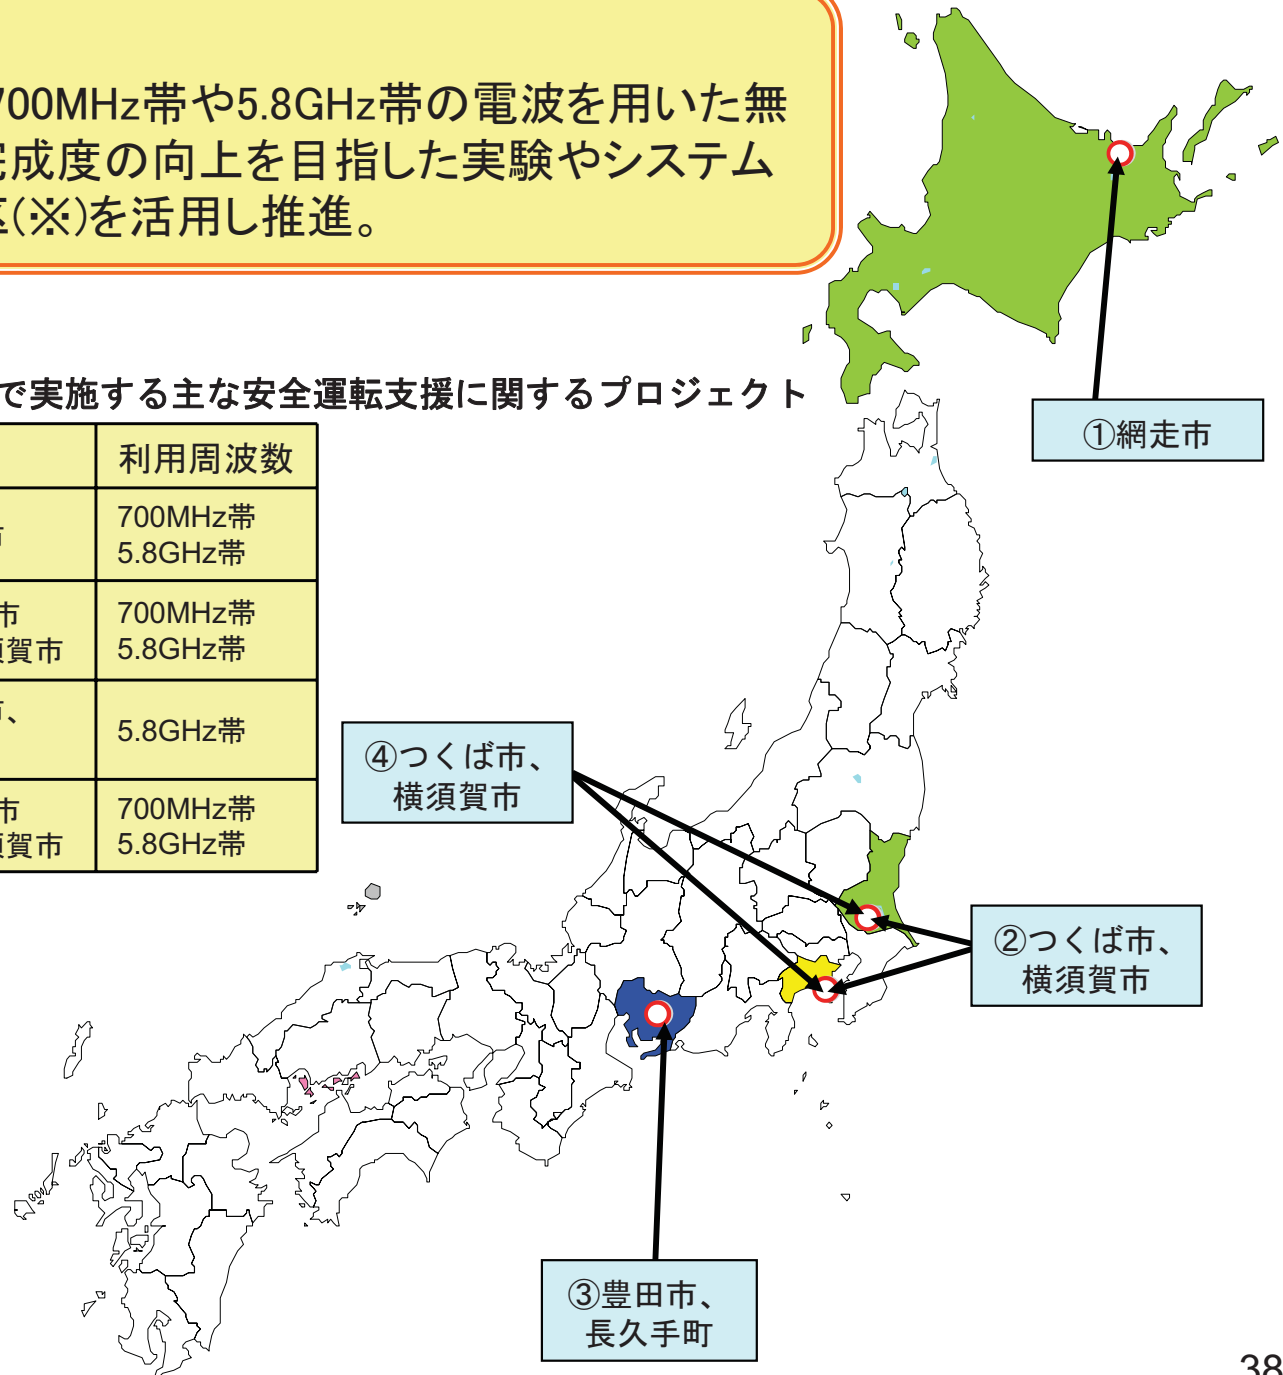 700MHz帯や5.8GHz帯の電波を用いた無
完成度の向上を目指した実験やシステム
区(※)を活用し推進。
で実施する主な安全運転支援に関するプロジェクト
利用周波数
市
700MHz帯
5.8GHz帯
市
須賀市
700MHz帯
5.8GHz帯
市、
5.8GHz帯
市
須賀市
700MHz帯
5.8GHz帯
①網走市
④つくば市、
横須賀市
②つくば市、
横須賀市
③豊田市、
長久手町
38